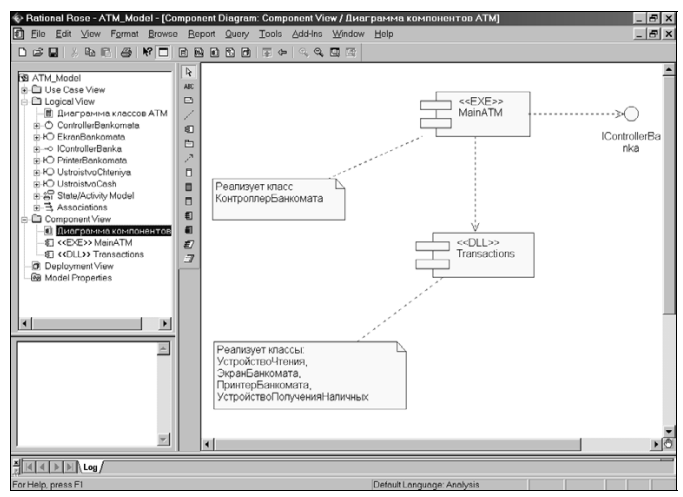 Rational Rose - ATM_Model - [Component Diagram: Component View / Диаграмма компонентов ATM]
File Edit View Format Browse Report Query Tools Add-Ins Window Help
ATM_Model
Use Case View
Logical View
Диаграмма классов ATM
ControllerBankomata
EkranBankomata
IControllerBanka
PrinterBankomata
UstroistvoChteniya
UstroistvoCash
State/Activity Model
Associations
Component View
Диаграмма компонентов
<<EXE>> MainATM
<<DLL>> Transactions
Deployment View
Model Properties
ABC
<<EXE>>
MainATM
IControllerBa
nka
Реализует класс
КонтроллерБанкомата
<<DLL>>
Transactions
Реализует классы:
УстройствоЧтения,
ЭкранБанкомата,
ПринтерБанкомата,
УстройствоПолученияНаличных
Log
For Help, press F1
Default Language: Analysis